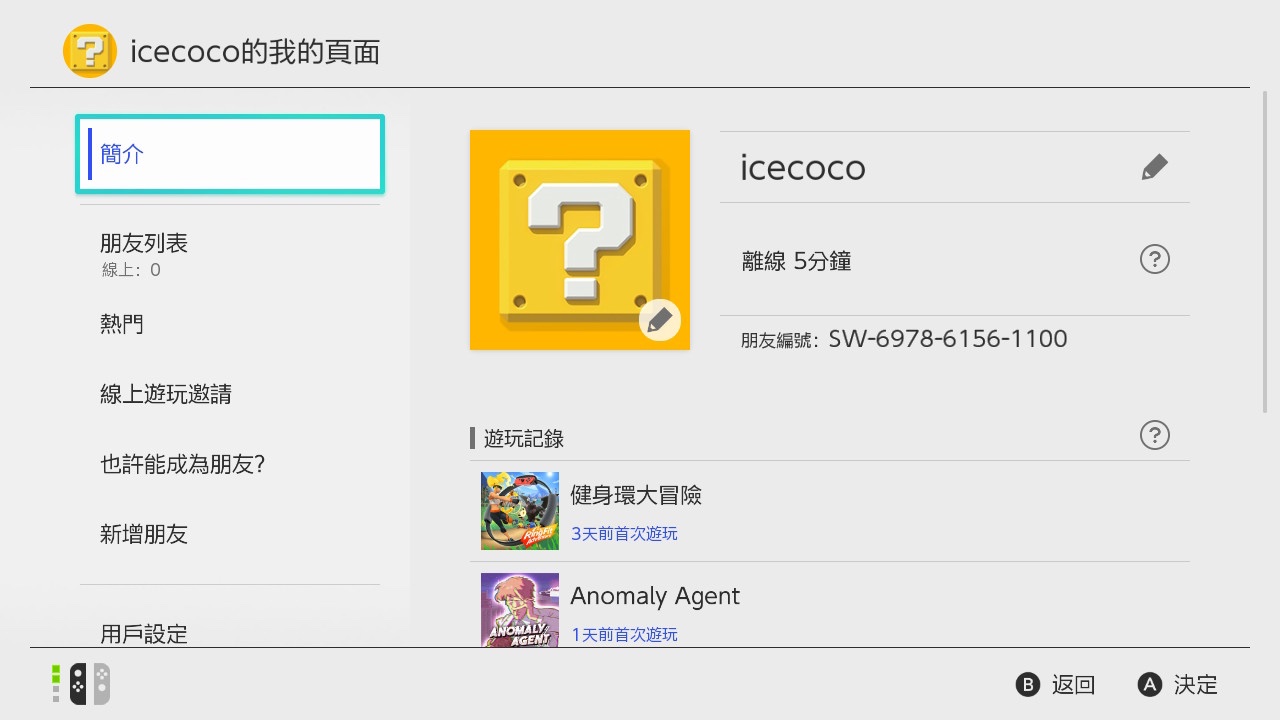 icecoco的我的頁面
簡介
朋友列表
線上：0
熱門
線上遊玩邀請
也許能成為朋友?
新增朋友
用戶設定
icecoco
離線 5分鐘
朋友編號：SW-6978-6156-1100
遊玩記錄
健身環大冒險
3天前首次遊玩
Anomaly Agent
1天前首次遊玩
RingFit
ADVENTURE
ANOMALY
AGENT
B 返回
A 決定